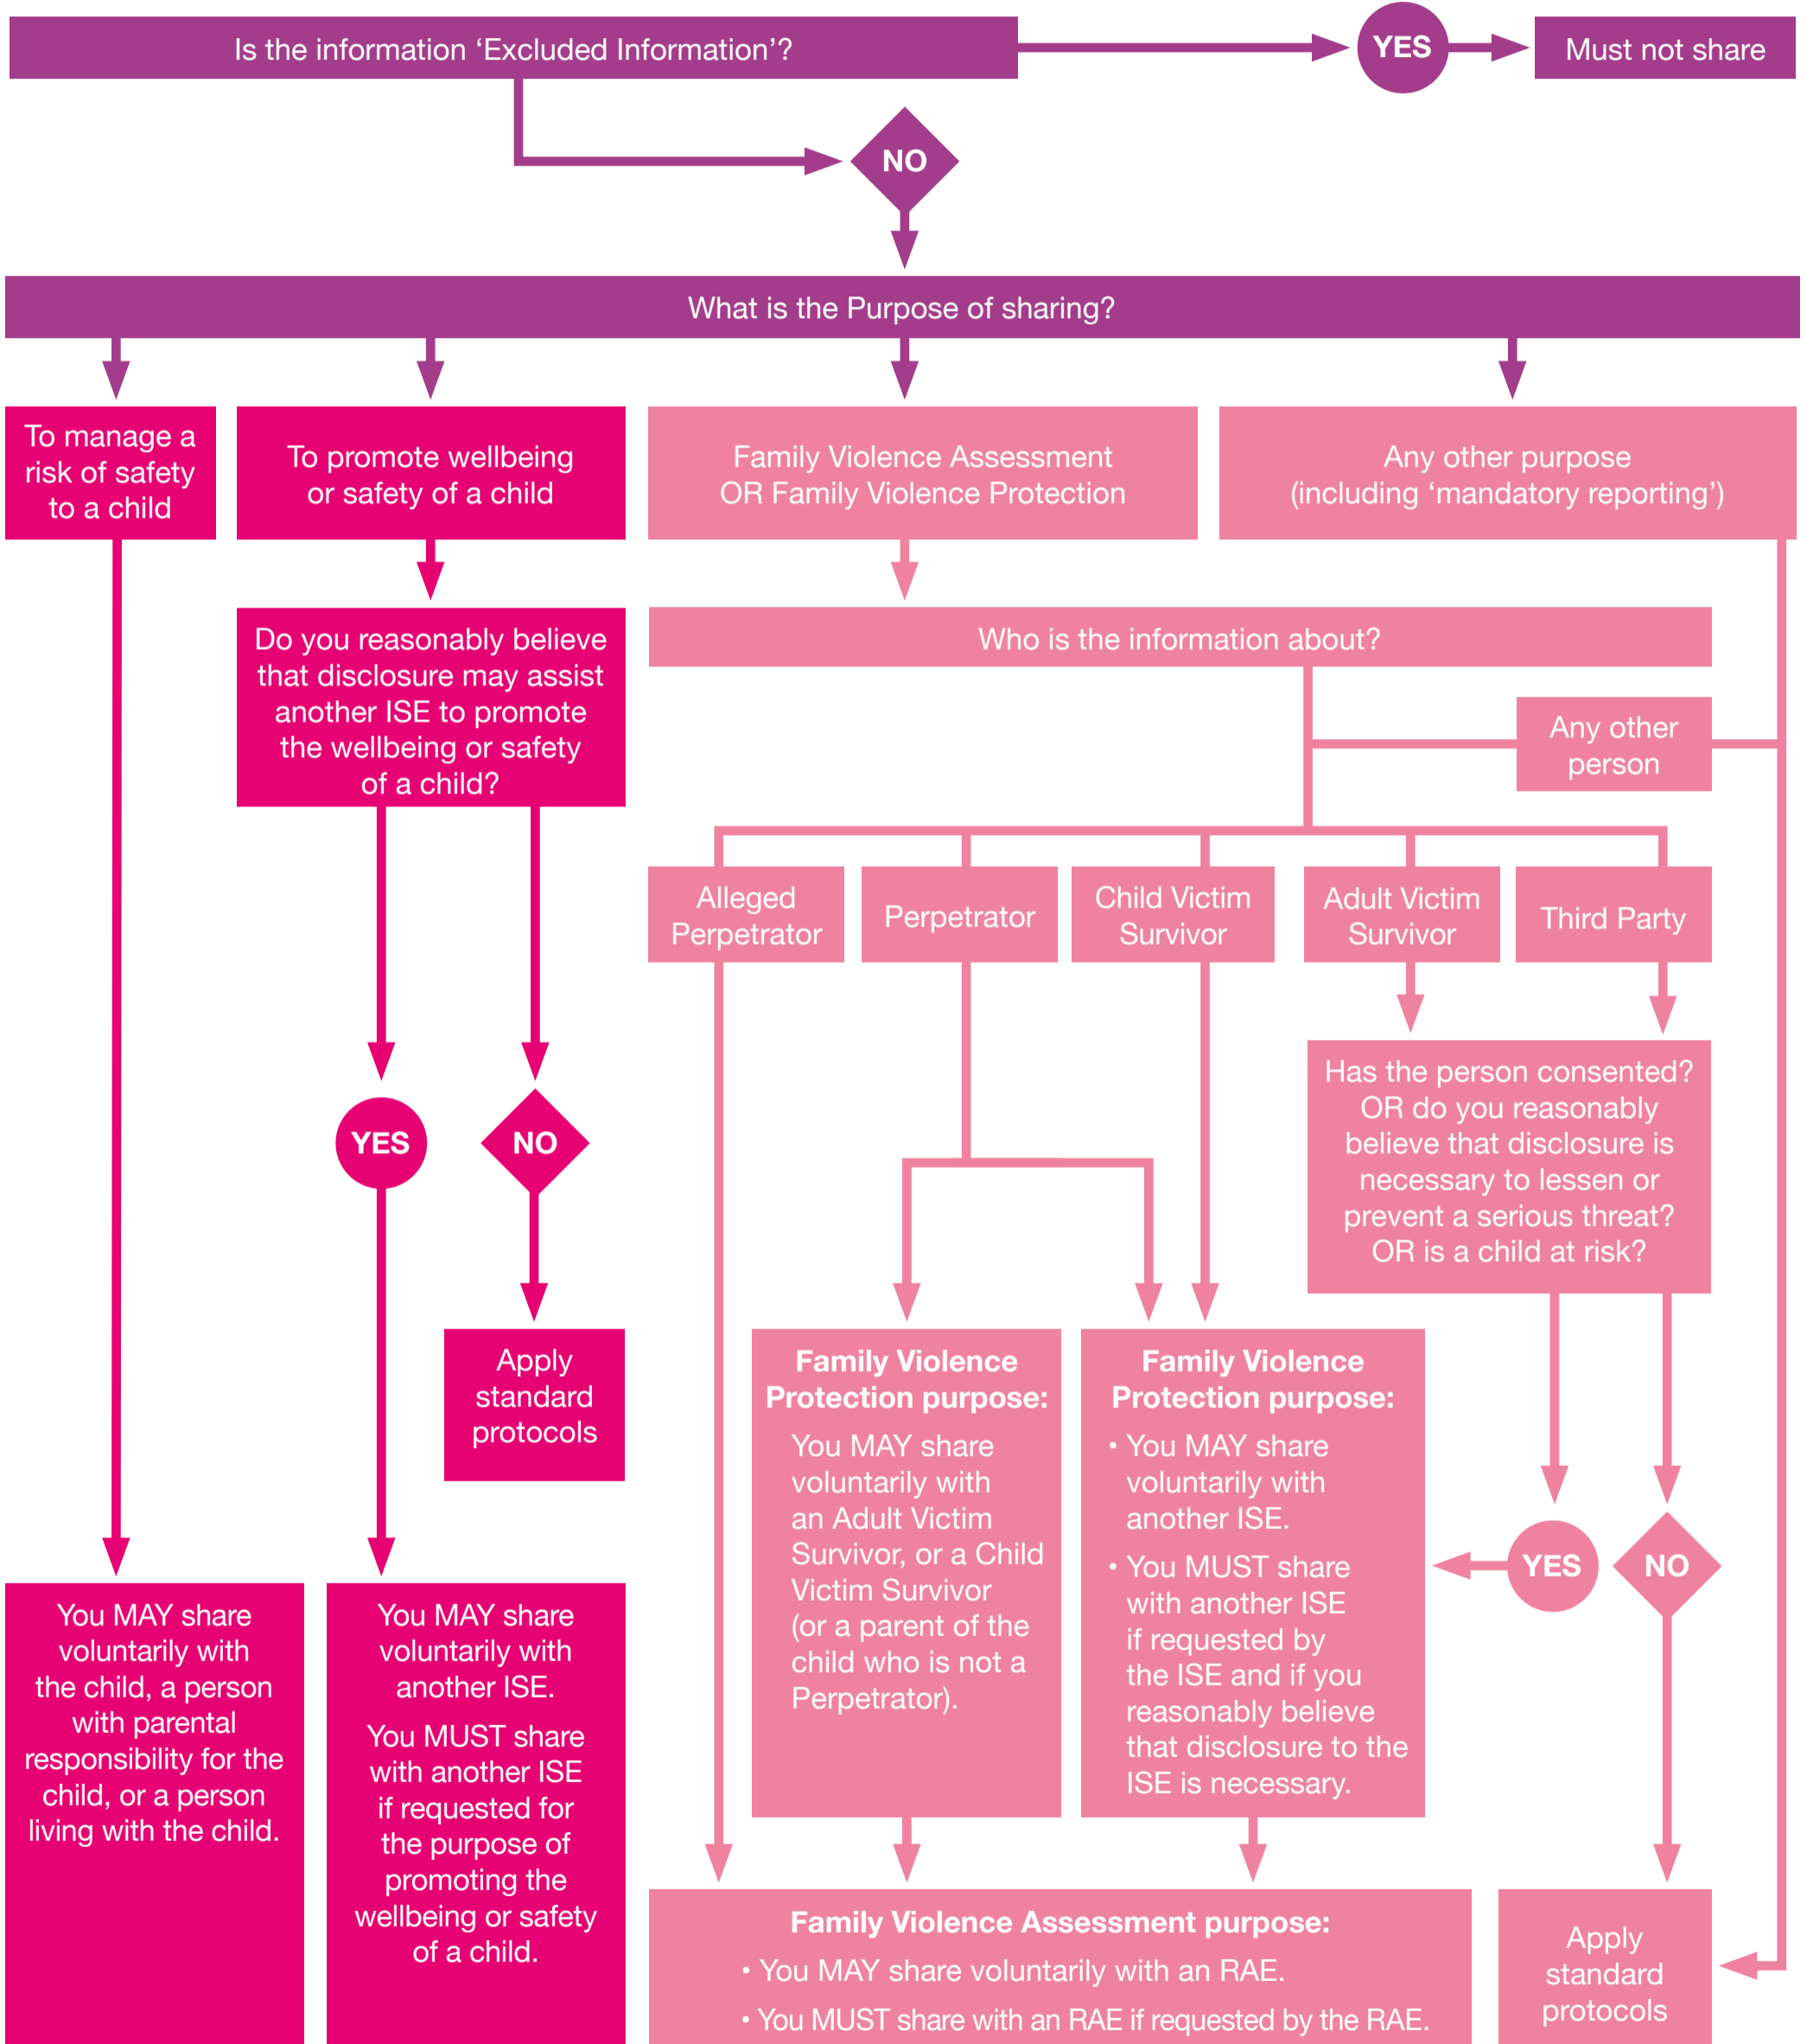 Is the information ‘Excluded Information’?
YES
Must not share
NO
What is the Purpose of sharing?
To manage a
risk of safety
to a child
To promote wellbeing
or safety of a child
Family Violence Assessment
OR Family Violence Protection
Any other purpose
(including ‘mandatory reporting’)
Do you reasonably believe
that disclosure may assist
another ISE to promote
the wellbeing or safety
of a child?
Who is the information about?
Any other
person
Alleged
Perpetrator
Perpetrator
Child Victim
Survivor
Adult Victim
Survivor
Third Party
Has the person consented?
OR do you reasonably
believe that disclosure is
necessary to lessen or
prevent a serious threat?
OR is a child at risk?
YES
NO
Apply
standard
protocols
Family Violence
Protection purpose:
You MAY share
voluntarily with
an Adult Victim
Survivor, or a Child
Victim Survivor
(or a parent of the
child who is not a
Perpetrator).
Family Violence
Protection purpose:
• You MAY share
voluntarily with
another ISE.
• You MUST share
with another ISE
if requested by
the ISE and if you
reasonably believe
that disclosure to the
ISE is necessary.
YES
NO
You MAY share
voluntarily with
the child, a person
with parental
responsibility for the
child, or a person
living with the child.
You MAY share
voluntarily with
another ISE.
You MUST share
with another ISE
if requested for
the purpose of
promoting the
wellbeing or safety
of a child.
Family Violence Assessment purpose:
• You MAY share voluntarily with an RAE.
• You MUST share with an RAE if requested by the RAE.
Apply
standard
protocols